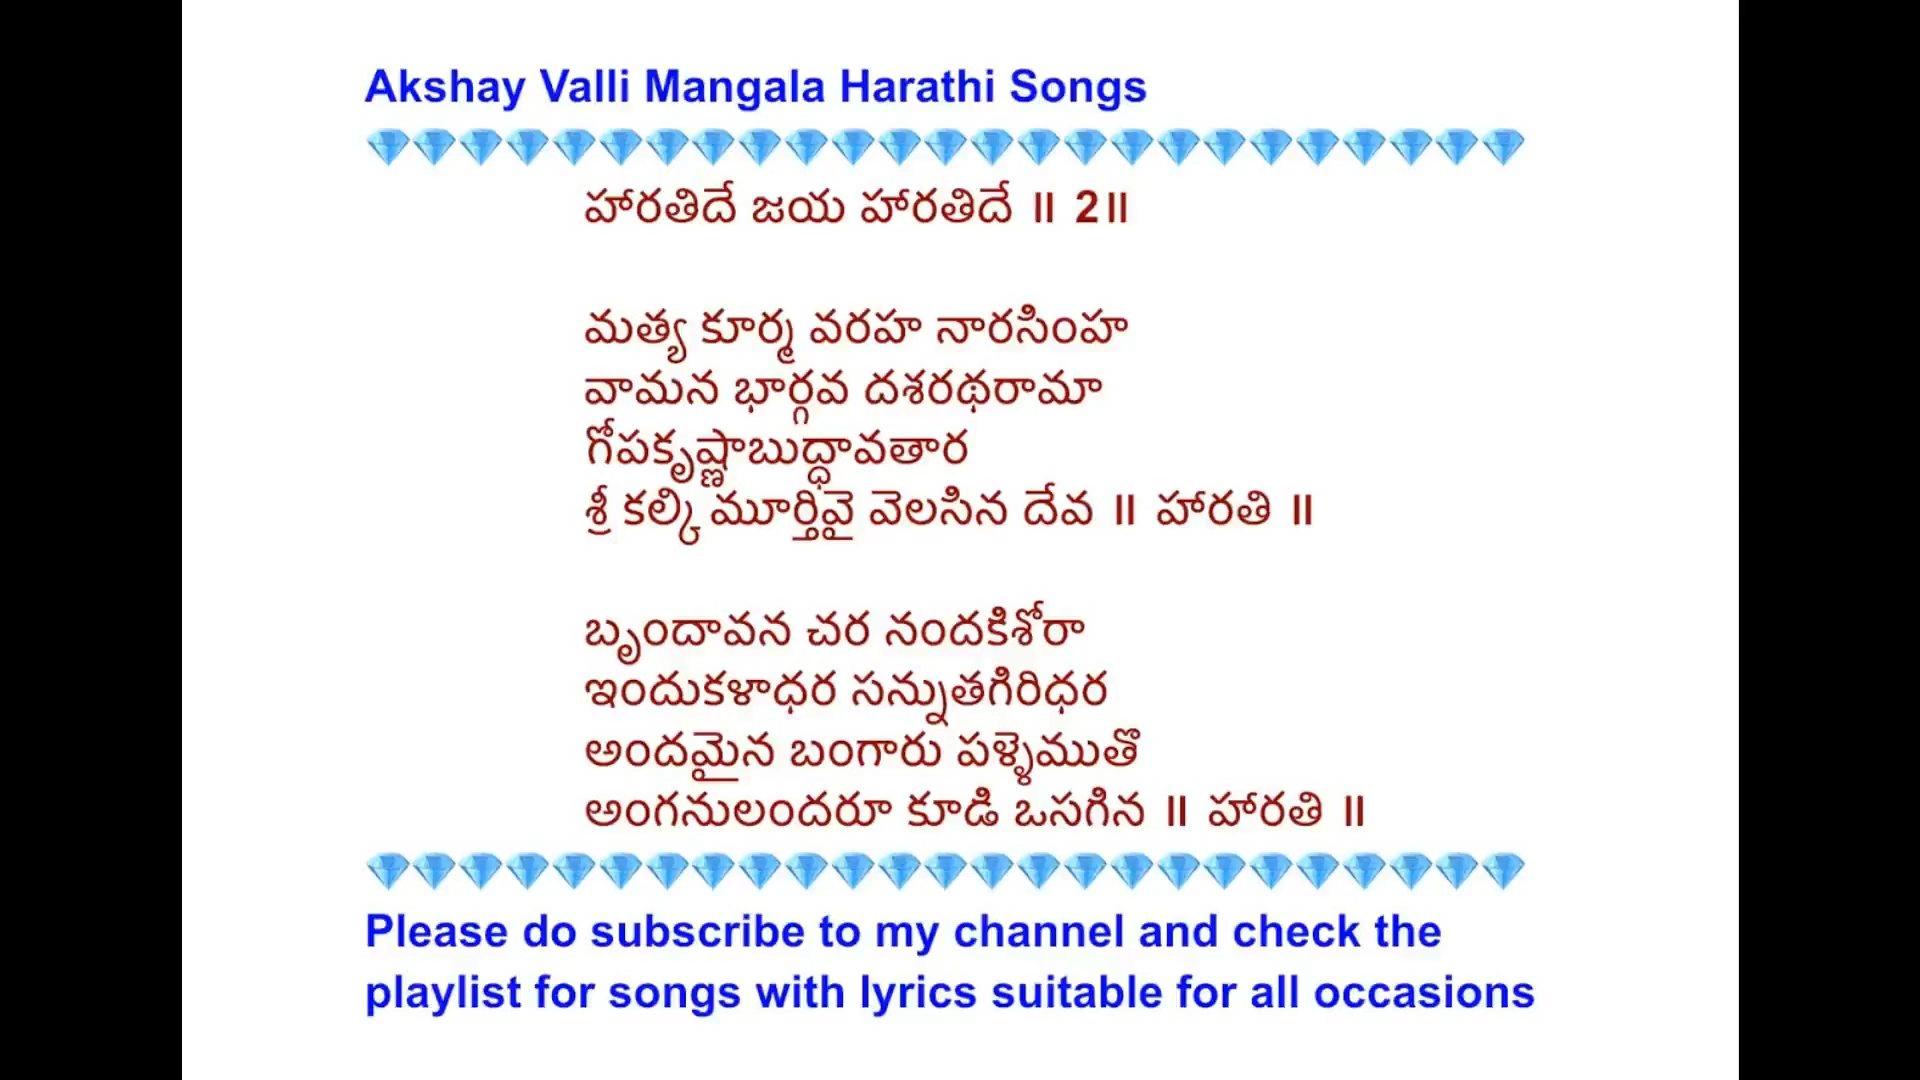 Akshay Valli Mangala Harathi Songs
హారతిదే జయ హారతిదే ॥ 2॥
మత్య కూర్మ వరహ నారసింహ
వామన భార్గవ దశరథరామా
గోపకృష్ణాబుద్ధావతార
శ్రీ కల్కి మూర్తివై వెలసిన దేవ ॥ హారతి ॥
బృందావన చర నందకిశోరా
ఇందుకళాధర సన్నుతగిరిధర
అందమైన బంగారు పళ్ళెముతొ
అంగనులందరూ కూడి ఒసగిన ॥ హారతి ॥
Please do subscribe to my channel and check the
playlist for songs with lyrics suitable for all occasions